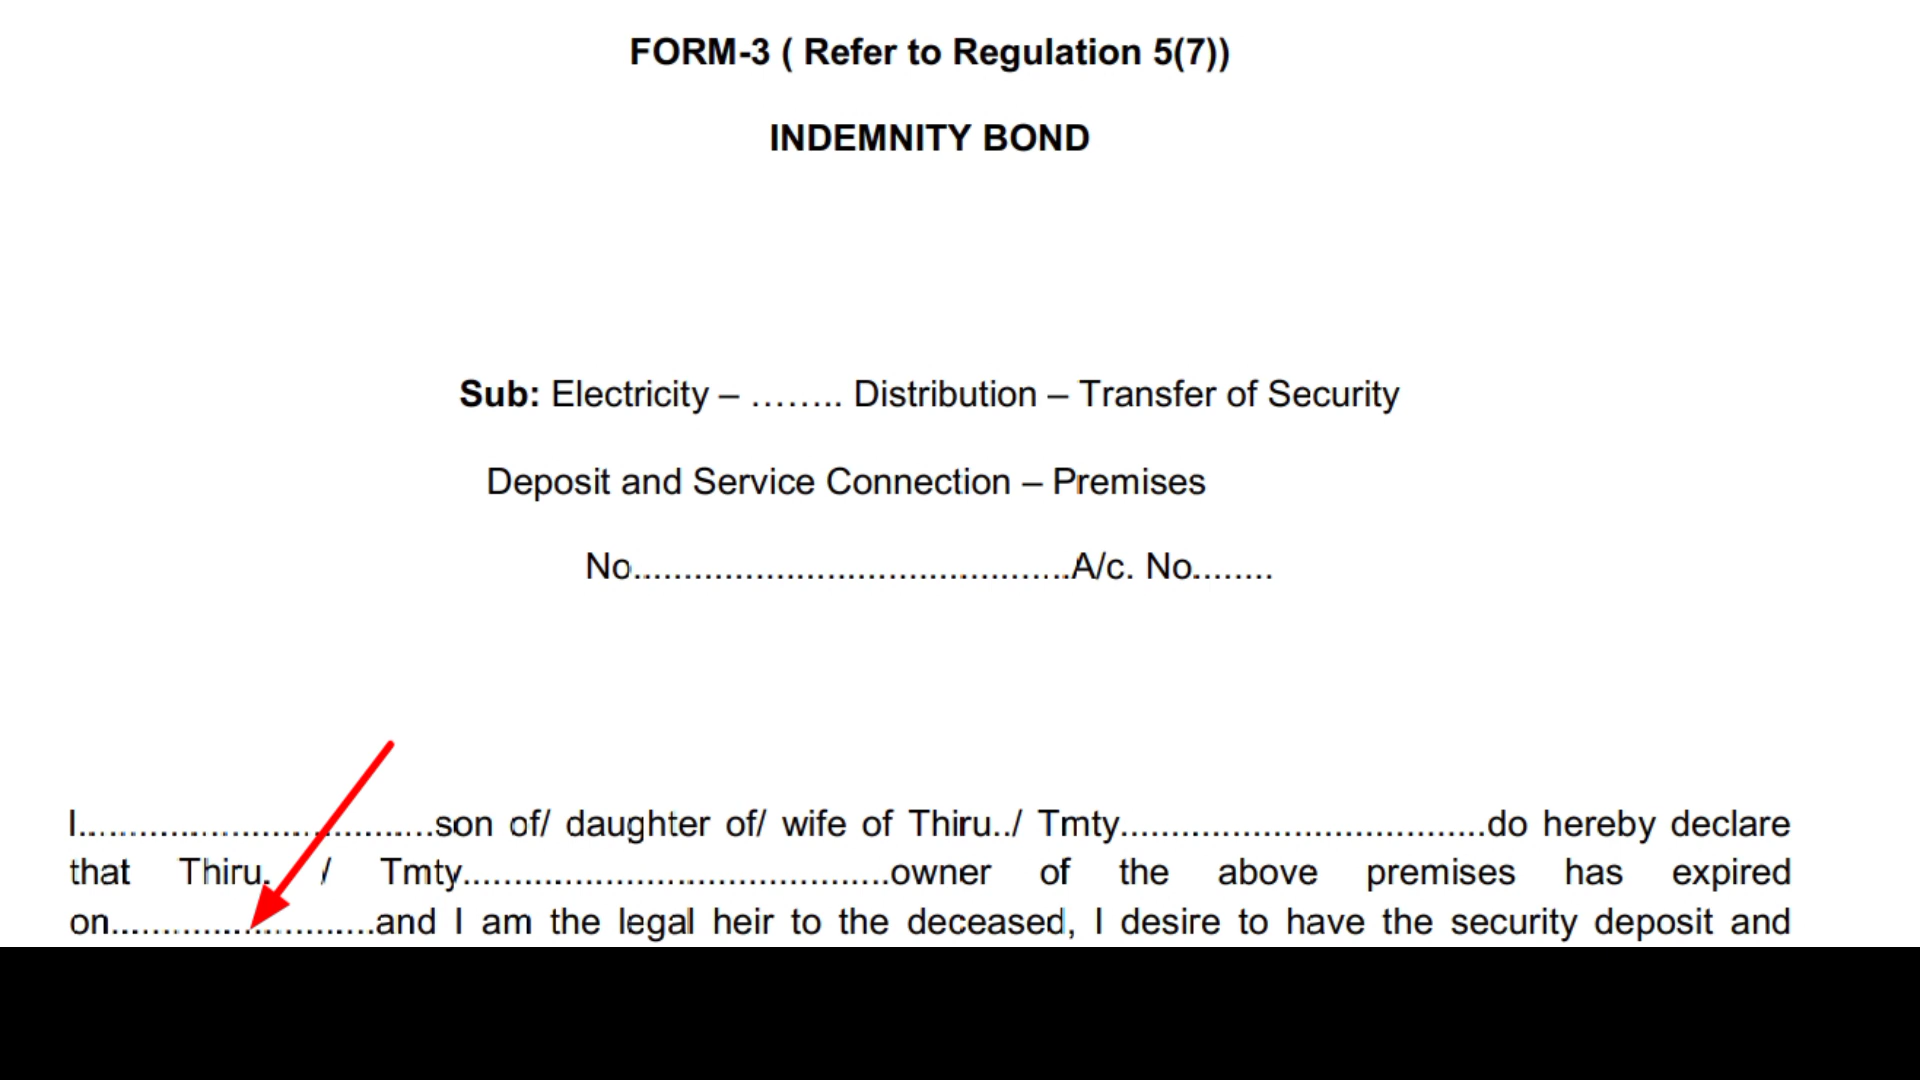 FORM-3 ( Refer to Regulation 5(7))
INDEMNITY BOND
Sub: Electricity – …….. Distribution – Transfer of Security
Deposit and Service Connection – Premises
No...........................................A/c. No........
I...................................son of/ daughter of/ wife of Thiru../ Tmty....................................do hereby declare
that Thiru. / Tmty..........................................owner of the above premises has expired
on..........................and I am the legal heir to the deceased, I desire to have the security deposit and